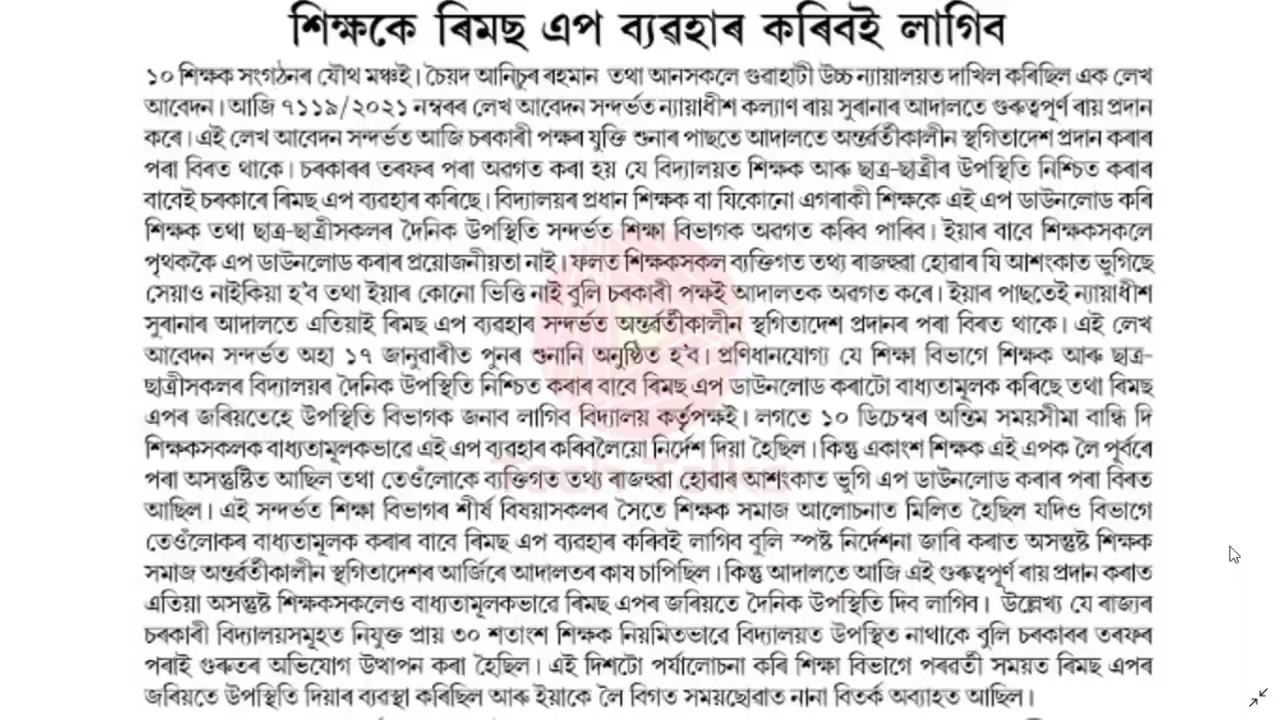 শিক্ষকে ৰিমছ এপ ব্যৱহাৰ কৰিবই লাগিব
১০ শিক্ষক সংগঠনৰ যৌথ মঞ্চই। চৈয়দ আনিচুৰ ৰহমান তথা আনসকলে গুৱাহাটী উচ্চ ন্যায়ালয়ত দাখিল কৰিছিল এক লেখ
আবেদন। আজি ৭১১৯/২০২১ নম্বৰৰ লেখ আবেদন সন্দৰ্ভত ন্যায়াধীশ কল্যাণ ৰায় সুৰানাৰ আদালতে গুৰুত্বপূৰ্ণ ৰায় প্ৰদান
কৰে। এই লেখ আবেদন সন্দৰ্ভত আজি চৰকাৰী পক্ষৰ যুক্তি শুনাৰ পাছতে আদালতে অন্তৰ্বৰ্তীকালীন স্থগিতাদেশ প্ৰদান কৰাৰ
পৰা বিৰত থাকে। চৰকাৰৰ তৰফৰ পৰা অৱগত কৰা হয় যে বিদ্যালয়ত শিক্ষক আৰু ছাত্ৰ-ছাত্ৰীৰ উপস্থিতি নিশ্চিত কৰাৰ
বাবেই চৰকাৰে ৰিমছ এপ ব্যৱহাৰ কৰিছে। বিদ্যালয়ৰ প্ৰধান শিক্ষক বা যিকোনো এগৰাকী শিক্ষকে এই এপ ডাউনলোড কৰি
শিক্ষক তথা ছাত্ৰ-ছাত্ৰীসকলৰ দৈনিক উপস্থিতি সন্দৰ্ভত শিক্ষা বিভাগক অৱগত কৰিব পাৰিব। ইয়াৰ বাবে শিক্ষকসকলে
পৃথককৈ এপ ডাউনলোড কৰাৰ প্ৰয়োজনীয়তা নাই। ফলত শিক্ষকসকল ব্যক্তিগত তথ্য ৰাজহুৱা হোৱাৰ যি আশংকাত ভুগিছে
সেয়াও নাইকিয়া হ'ব তথা ইয়াৰ কোনো ভিত্তি নাই বুলি চৰকাৰী পক্ষই আদালতক অৱগত কৰে। ইয়াৰ পাছতেই ন্যায়াধীশ
সুৰানাৰ আদালতে এতিয়াই ৰিমছ এপ ব্যৱহাৰ সন্দৰ্ভত অন্তৰ্বৰ্তীকালীন স্থগিতাদেশ প্ৰদানৰ পৰা বিৰত থাকে। এই লেখ
আবেদন সন্দৰ্ভত অহা ১৭ জানুৱাৰীত পুনৰ শুনানি অনুষ্ঠিত হ'ব। প্ৰণিধানযোগ্য যে শিক্ষা বিভাগে শিক্ষক আৰু ছাত্ৰ-
ছাত্ৰীসকলৰ বিদ্যালয়ৰ দৈনিক উপস্থিতি নিশ্চিত কৰাৰ বাবে ৰিমছ এপ ডাউনলোড কৰাটো বাধ্যতামূলক কৰিছে তথা ৰিমছ
এপৰ জৰিয়তেহে উপস্থিতি বিভাগক জনাব লাগিব বিদ্যালয় কৰ্তৃপক্ষই। লগতে ১০ ডিচেম্বৰ অন্তিম সময়সীমা বান্ধি দি
শিক্ষকসকলক বাধ্যতামূলকভাৱে এই এপ ব্যৱহাৰ কৰিবলৈয়ো নিৰ্দেশ দিয়া হৈছিল। কিন্তু একাংশ শিক্ষক এই এপক লৈ পূৰ্বৰে
পৰা অসন্তুষ্টিত আছিল তথা তেওঁলোকে ব্যক্তিগত তথ্য ৰাজহুৱা হোৱাৰ আশংকাত ভুগি এপ ডাউনলোড কৰাৰ পৰা বিৰত
আছিল। এই সন্দৰ্ভত শিক্ষা বিভাগৰ শীৰ্ষ বিষয়াসকলৰ সৈতে শিক্ষক সমাজ আলোচনাত মিলিত হৈছিল যদিও বিভাগে
তেওঁলোকৰ বাধ্যতামূলক কৰাৰ বাবে ৰিমছ এপ ব্যৱহাৰ কৰিবই লাগিব বুলি স্পষ্ট নিৰ্দেশনা জাৰি কৰাত অসন্তুষ্ট শিক্ষক
সমাজ অন্তৰ্বৰ্তীকালীন স্থগিতাদেশৰ আৰ্জিৰে আদালতৰ কাষ চাপিছিল। কিন্তু আদালতে আজি এই গুৰুত্বপূৰ্ণ ৰায় প্ৰদান কৰাত
এতিয়া অসন্তুষ্ট শিক্ষকসকলেও বাধ্যতামূলকভাৱে ৰিমছ এপৰ জৰিয়তে দৈনিক উপস্থিতি দিব লাগিব। উল্লেখ্য যে ৰাজ্যৰ
চৰকাৰী বিদ্যালয়সমূহত নিযুক্ত প্ৰায় ৩০ শতাংশ শিক্ষক নিয়মিতভাৱে বিদ্যালয়ত উপস্থিত নাথাকে বুলি চৰকাৰৰ তৰফৰ
পৰাই গুৰুতৰ অভিযোগ উত্থাপন কৰা হৈছিল। এই দিশটো পৰ্যালোচনা কৰি শিক্ষা বিভাগে পৰৱৰ্তী সময়ত ৰিমছ এপৰ
জৰিয়তে উপস্থিতি দিয়াৰ ব্যৱস্থা কৰিছিল আৰু ইয়াকে লৈ বিগত সময়ছোৱাত নানা বিতৰ্ক অব্যাহত আছিল।